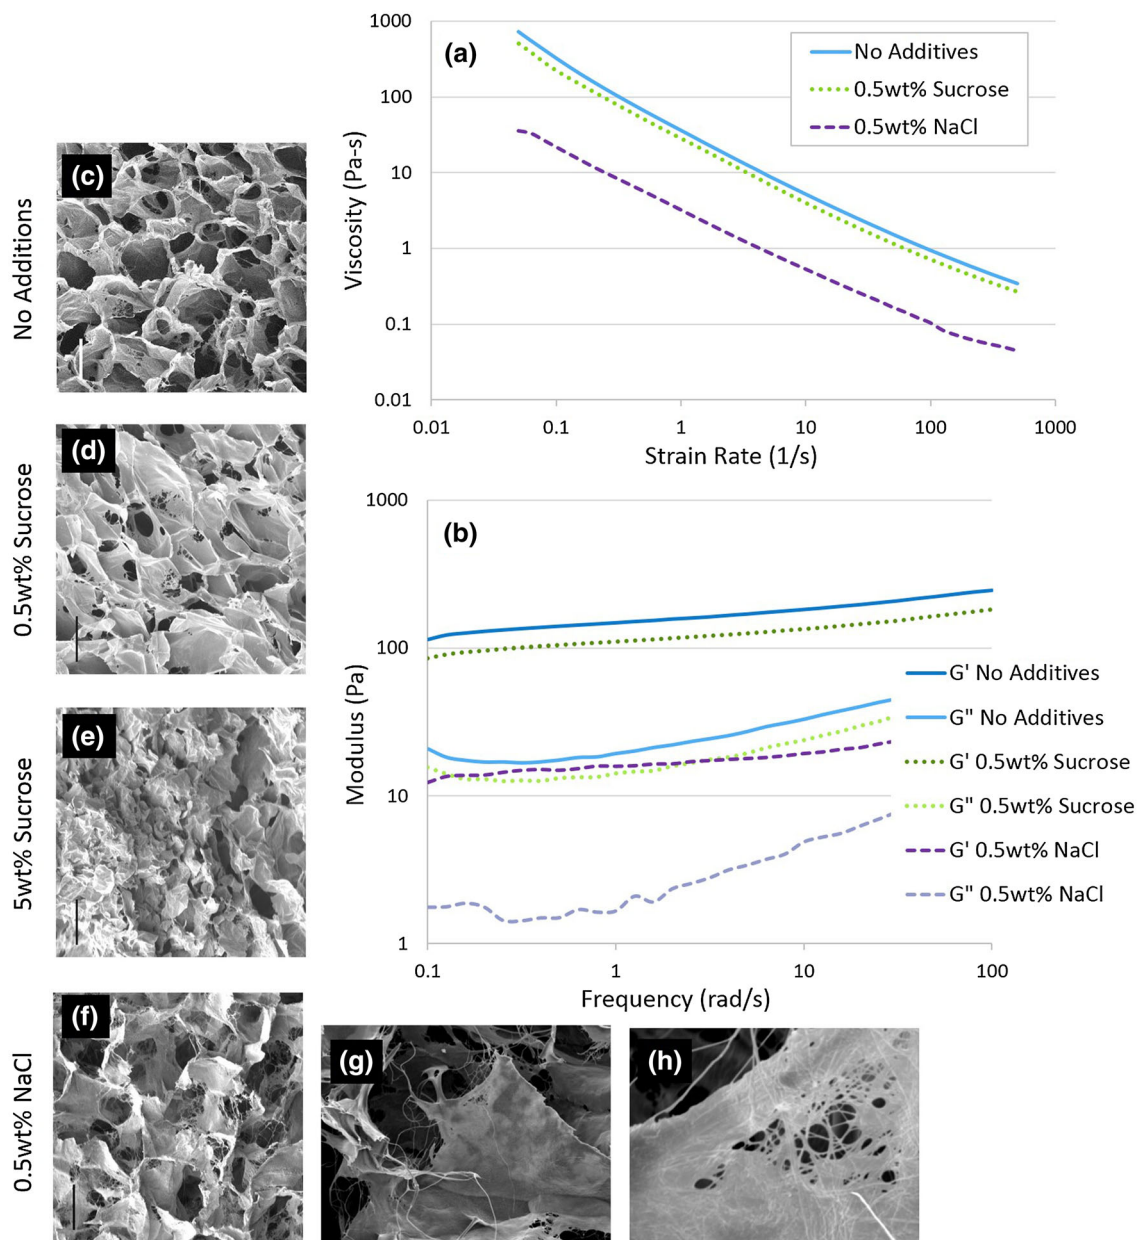 (a)
1000
100
10
1
0.1
0.01
Viscosity (Pa-s)
0.01 0.1 1 10 100 1000
Strain Rate (1/s)
No Additives
0.5wt% Sucrose
0.5wt% NaCl
(b)
1000
100
10
1
Modulus (Pa)
0.1 1 10 100
Frequency (rad/s)
G' No Additives
G" No Additives
G' 0.5wt% Sucrose
G" 0.5wt% Sucrose
G' 0.5wt% NaCl
G" 0.5wt% NaCl
No Additions
(c)
0.5wt% Sucrose
(d)
5wt% Sucrose
(e)
0.5wt% NaCl
(f)
(g)
(h)